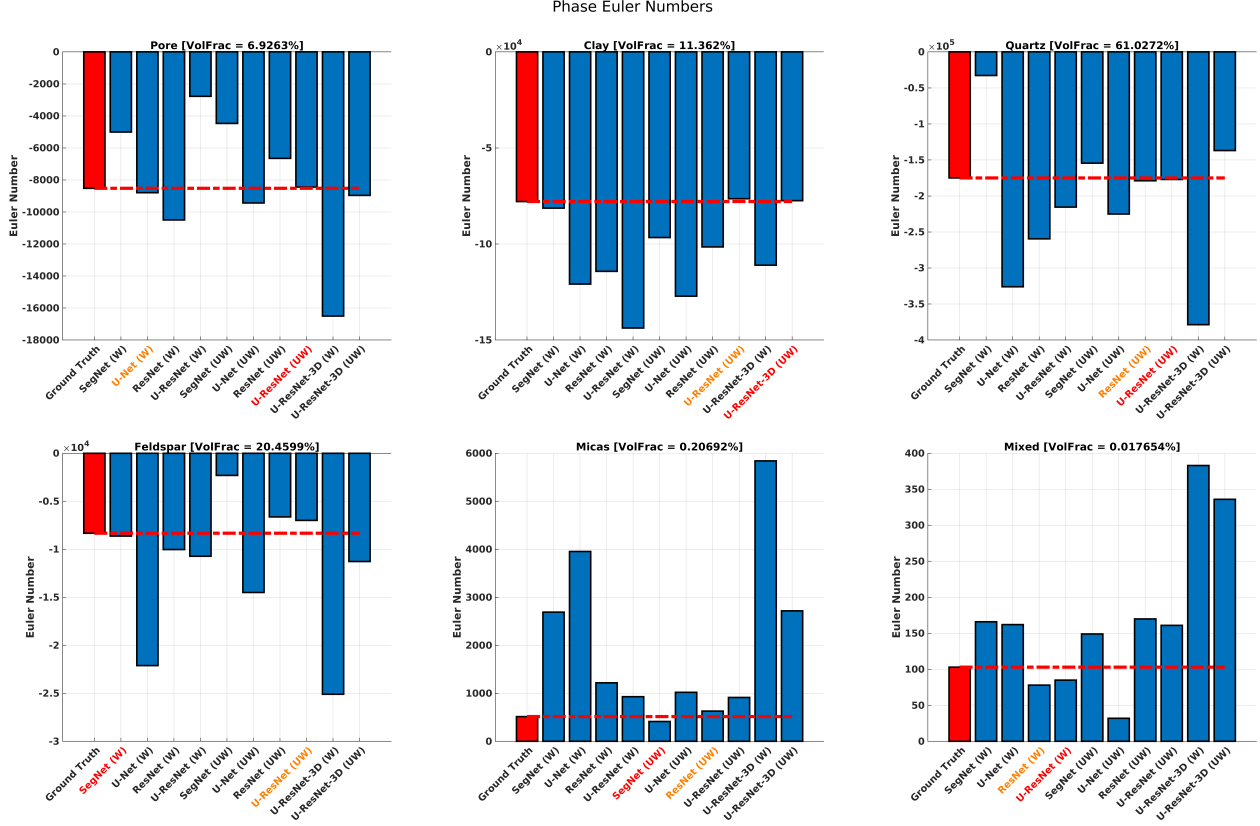 Phase Euler Numbers
Pore [VolFrac = 6.9263%]
Euler Number
0
-2000
-4000
-6000
-8000
-10000
-12000
-14000
-16000
-18000
Ground Truth
SegNet (W)
U-Net (W)
ResNet (W)
U-ResNet (W)
SegNet (UW)
U-Net (UW)
ResNet (UW)
U-ResNet (UW)
U-ResNet-3D (W)
U-ResNet-3D (UW)
Clay [VolFrac = 11.362%]
×10⁴
Euler Number
0
-5
-10
-15
Ground Truth
SegNet (W)
U-Net (W)
ResNet (W)
U-ResNet (W)
SegNet (UW)
U-Net (UW)
ResNet (UW)
U-ResNet (UW)
U-ResNet-3D (W)
U-ResNet-3D (UW)
Quartz [VolFrac = 61.0272%]
×10⁵
Euler Number
0
-0.5
-1
-1.5
-2
-2.5
-3
-3.5
-4
Ground Truth
SegNet (W)
U-Net (W)
ResNet (W)
U-ResNet (W)
SegNet (UW)
U-Net (UW)
ResNet (UW)
U-ResNet (UW)
U-ResNet-3D (W)
U-ResNet-3D (UW)
Feldspar [VolFrac = 20.4599%]
×10⁴
Euler Number
0
-0.5
-1
-1.5
-2
-2.5
-3
Ground Truth
SegNet (W)
U-Net (W)
ResNet (W)
U-ResNet (W)
SegNet (UW)
U-Net (UW)
ResNet (UW)
U-ResNet (UW)
U-ResNet-3D (W)
U-ResNet-3D (UW)
Micas [VolFrac = 0.20692%]
Euler Number
6000
5000
4000
3000
2000
1000
0
Ground Truth
SegNet (W)
U-Net (W)
ResNet (W)
U-ResNet (W)
SegNet (UW)
U-Net (UW)
ResNet (UW)
U-ResNet (UW)
U-ResNet-3D (W)
U-ResNet-3D (UW)
Mixed [VolFrac = 0.017654%]
Euler Number
400
350
300
250
200
150
100
50
0
Ground Truth
SegNet (W)
U-Net (W)
ResNet (W)
U-ResNet (W)
SegNet (UW)
U-Net (UW)
ResNet (UW)
U-ResNet (UW)
U-ResNet-3D (W)
U-ResNet-3D (UW)